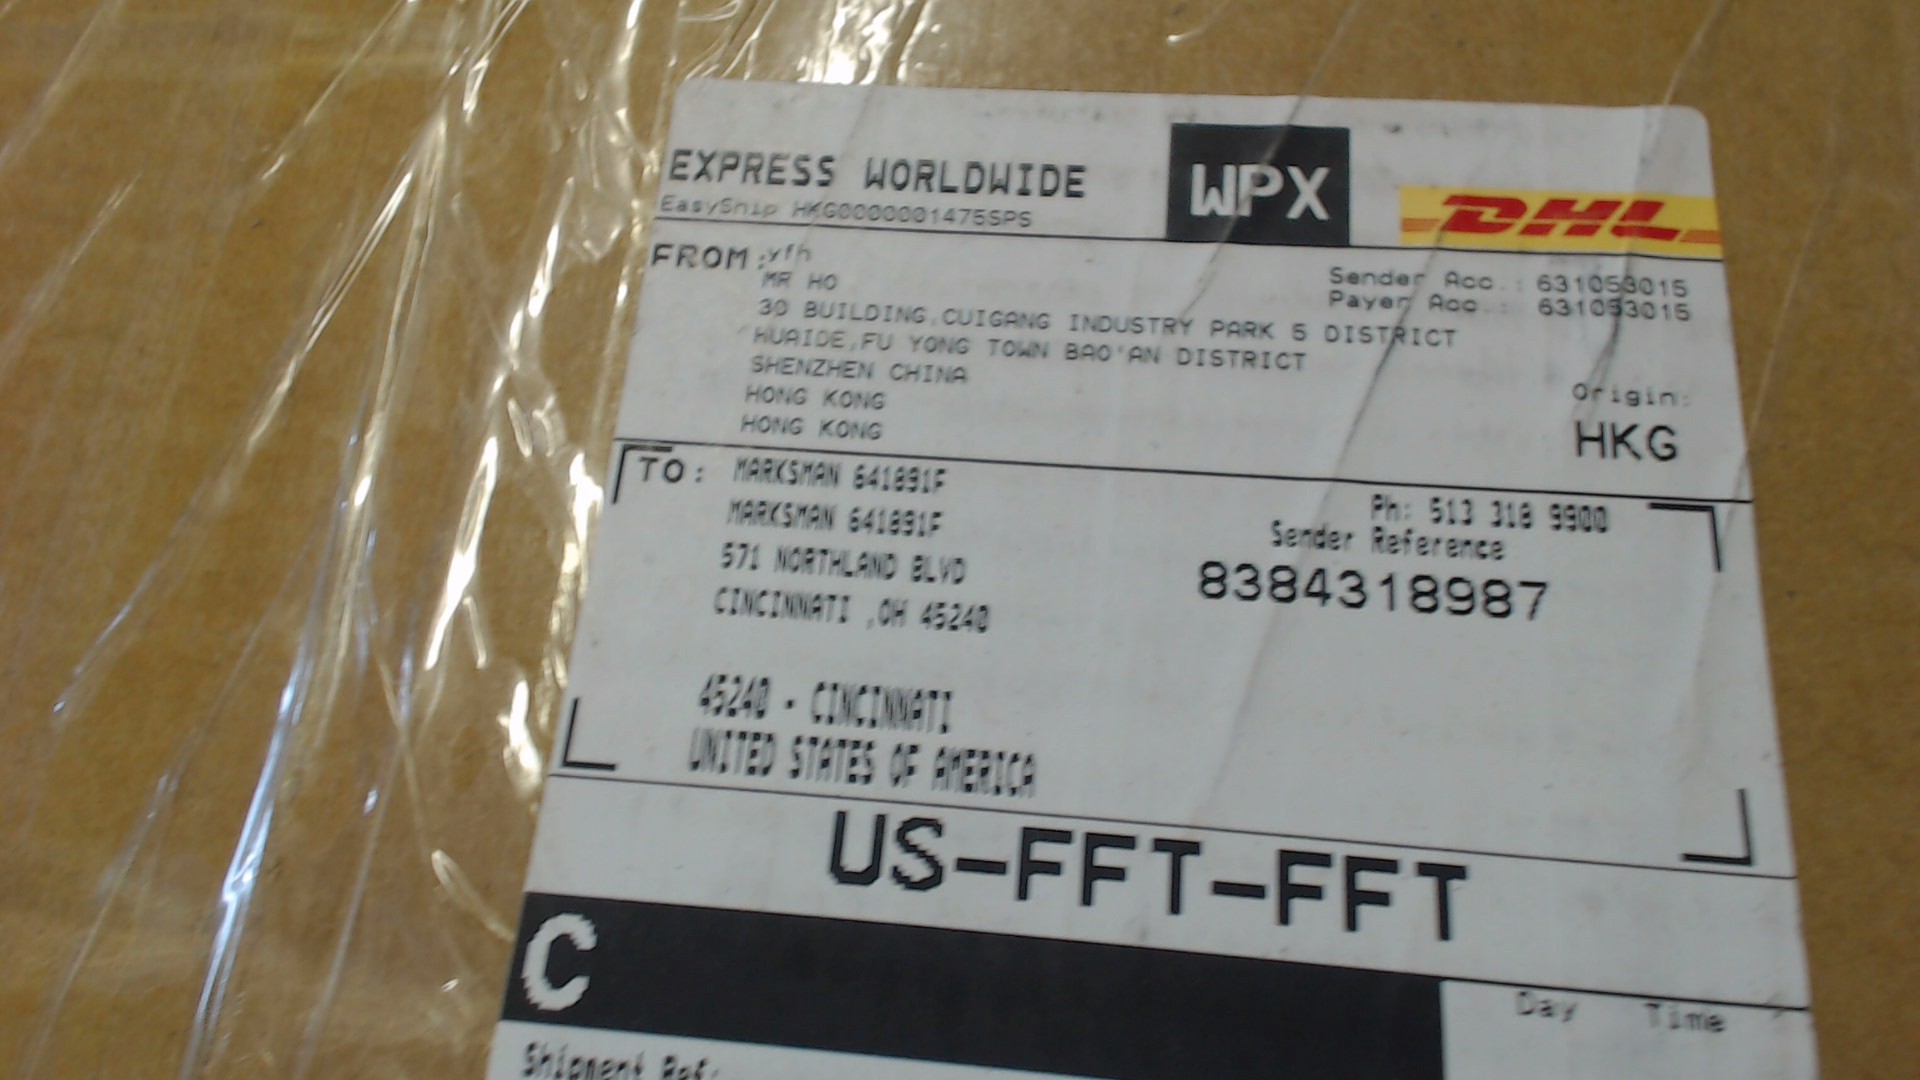 EXPRESS WORLDWIDE
WPX
DHL
EasyShip HKG0000001475SPS
FROM: yfh
MR HO
Sender Acc.: 631053015
Payer Acc.: 631053015
30 BUILDING,CUIGANG INDUSTRY PARK 5 DISTRICT
HUAIDE,FU YONG TOWN BAO'AN DISTRICT
SHENZHEN CHINA
HONG KONG
HONG KONG
Origin:
HKG
TO: MARKSMAN 641891F
MARKSMAN 641891F
571 NORTHLAND BLVD
CINCINNATI ,OH 45240
Ph: 513 318 9900
Sender Reference
8384318987
45240 - CINCINNATI
UNITED STATES OF AMERICA
US-FFT-FFT
C
Day Time
Shipment Ref: